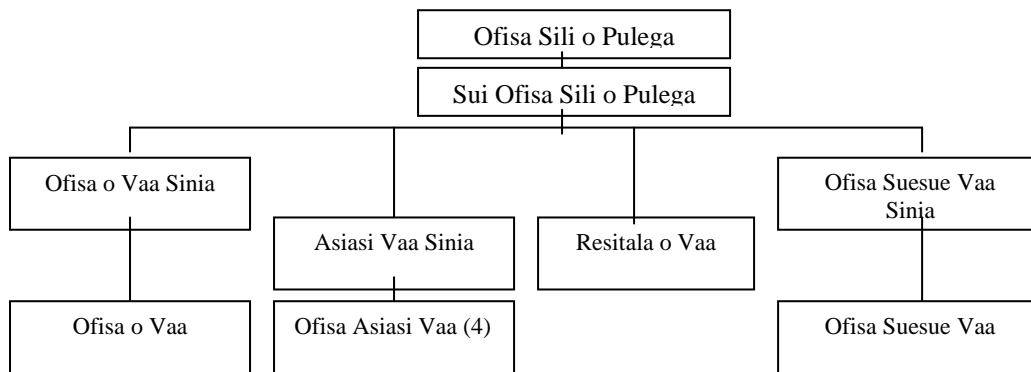 Ofisa Sili o Pulega
Sui Ofisa Sili o Pulega
Ofisa o Vaa Sinia
Asiasi Vaa Sinia
Resitala o Vaa
Ofisa Suesue Vaa
Sinia
Ofisa o Vaa
Ofisa Asiasi Vaa (4)
Ofisa Suesue Vaa